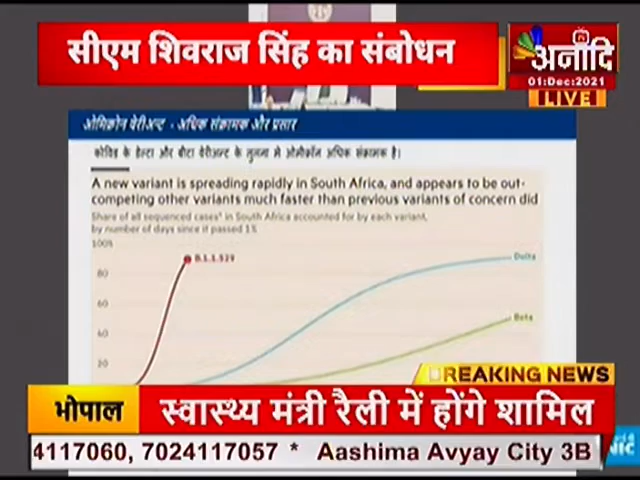 सीएम शिवराज सिंह का संबोधन
अनादि
TV
01:Dec:2021
LIVE
ओमिक्रोन वेरीअन्ट - अधिक संक्रामक और प्रसार
कोविड के डेल्टा और बीटा वेरीअन्ट के तुलना मे ओमीक्रॉन अधिक संक्रामक है।
A new variant is spreading rapidly in South Africa, and appears to be out-
competing other variants much faster than previous variants of concern did
Share of all sequenced cases* in South Africa accounted for by each variant,
by number of days since it passed 1%
100%
B.1.1.529
Delta
80
60
Beta
40
20
BREAKING NEWS
भोपाल
स्वास्थ्य मंत्री रैली में होंगे शामिल
4117060, 7024117057 * Aashima Avyay City 3B
NIC